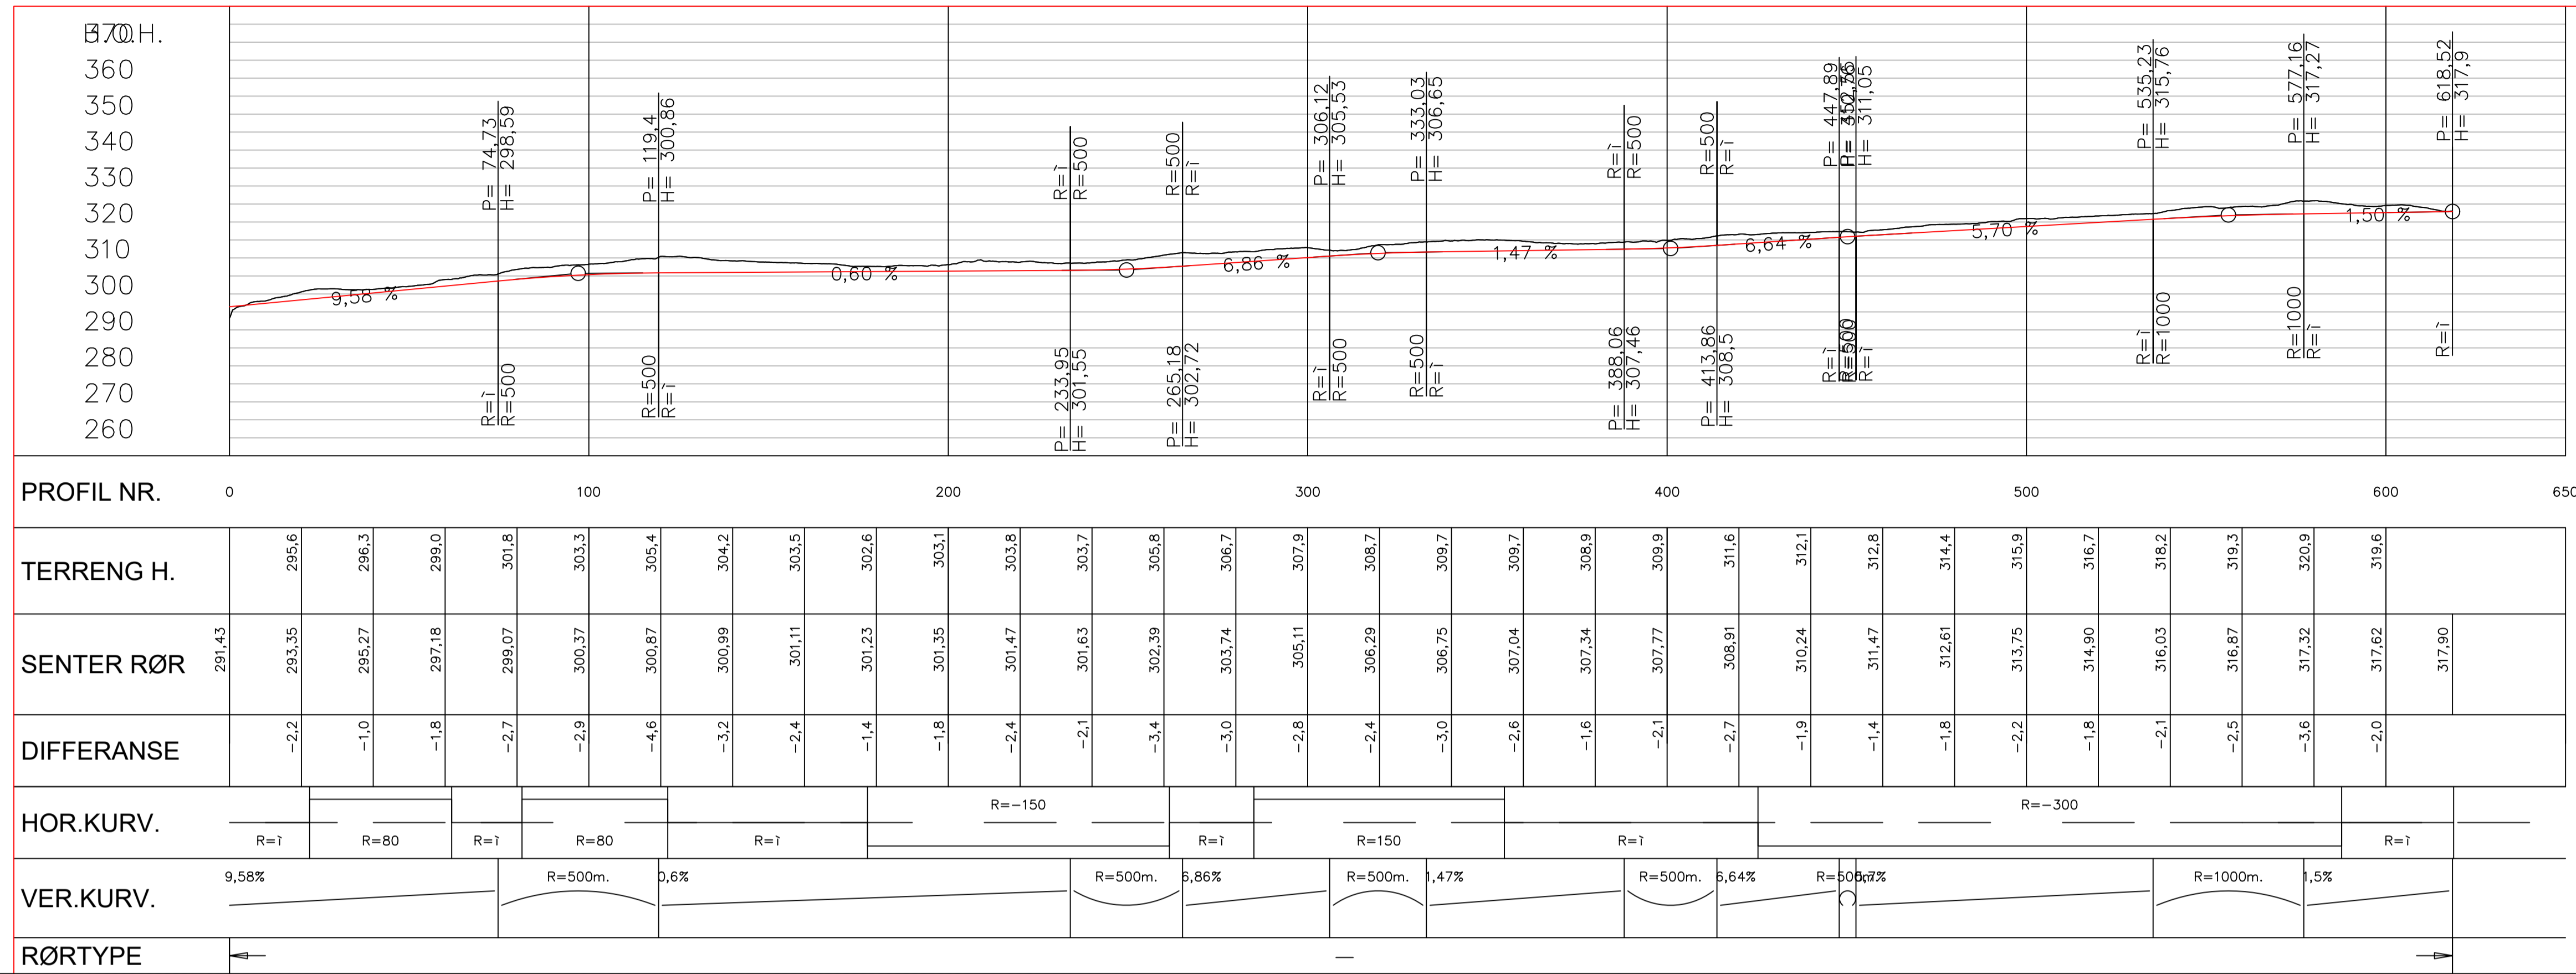 H.O.H.
370
360
350
340
330
320
310
300
290
280
270
260
P= 74,73
H= 298,59
R=ì
R=500
P= 119,4
H= 300,86
R=500
R=ì
R=ì
R=500
P= 233,95
H= 301,55
R=500
R=ì
P= 265,18
H= 302,72
P= 306,12
H= 305,53
R=ì
R=500
P= 333,03
H= 306,65
R=500
R=ì
R=ì
R=500
P= 388,06
H= 307,46
R=500
R=ì
P= 413,86
H= 308,5
P= 447,89
H= 311,05
R=ì
R=500
R=ì
P= 535,23
H= 315,76
R=ì
R=1000
P= 577,16
H= 317,27
R=1000
R=ì
P= 618,52
H= 317,9
R=ì
9,58 %
0,60 %
6,86 %
1,47 %
6,64 %
5,70 %
1,50 %
PROFIL NR. 0 100 200 300 400 500 600 650
TERRENG H. 295,6 296,3 299,0 301,8 303,3 305,4 304,2 303,5 302,6 303,1 303,8 303,7 305,8 306,7 307,9 308,7 309,7 309,7 308,9 309,9 311,6 312,1 312,8 314,4 315,9 316,7 318,2 319,3 320,9 319,6
SENTER RØR 291,43 293,35 295,27 297,18 299,07 300,37 300,87 300,99 301,11 301,23 301,35 301,47 301,63 302,39 303,74 305,11 306,29 306,75 307,04 307,34 307,77 308,91 310,24 311,47 312,61 313,75 314,90 316,03 316,87 317,32 317,62 317,90
DIFFERANSE -2,2 -1,0 -1,8 -2,7 -2,9 -4,6 -3,2 -2,4 -1,4 -1,8 -2,4 -2,1 -3,4 -3,0 -2,8 -2,4 -3,0 -2,6 -1,6 -2,1 -2,7 -1,9 -1,4 -1,8 -2,2 -1,8 -2,1 -2,5 -3,6 -2,0
HOR.KURV. R=ì R=80 R=ì R=80 R=ì R=-150 R=ì R=150 R=ì R=-300 R=ì
VER.KURV. 9,58% R=500m. 0,6% R=500m. 6,86% R=500m. 1,47% R=500m. 6,64% R=500m. 5,7% R=1000m. 1,5%
RØRTYPE —